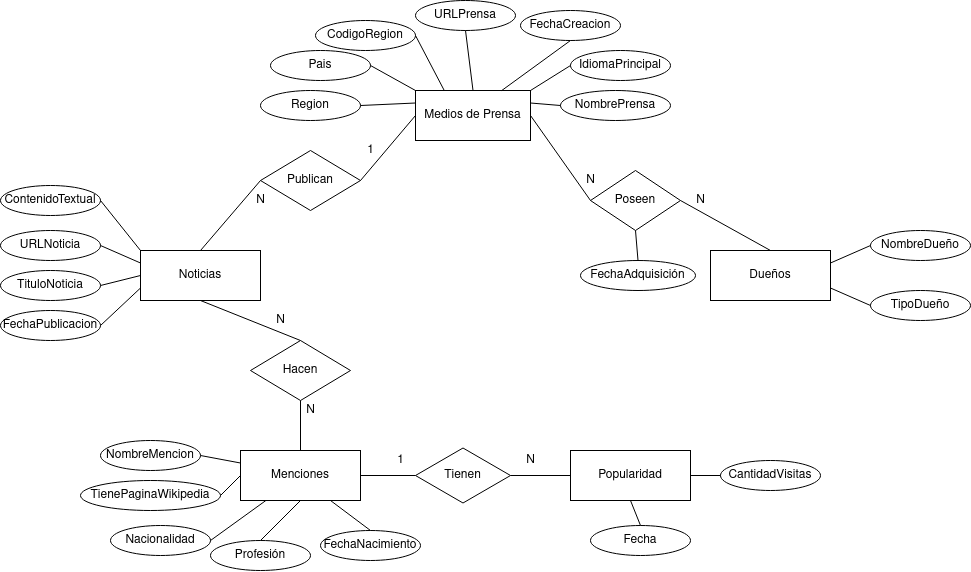 URLPrensa
FechaCreacion
CodigoRegion
Pais
IdiomaPrincipal
Region
NombrePrensa
Medios de Prensa
1
Publican
N
N
Poseen
N
ContenidoTextual
URLNoticia
TituloNoticia
FechaPublicacion
Noticias
FechaAdquisición
Dueños
NombreDueño
TipoDueño
N
Hacen
N
NombreMencion
TienePaginaWikipedia
Nacionalidad
Profesión
FechaNacimiento
Menciones
1
Tienen
N
Popularidad
CantidadVisitas
Fecha